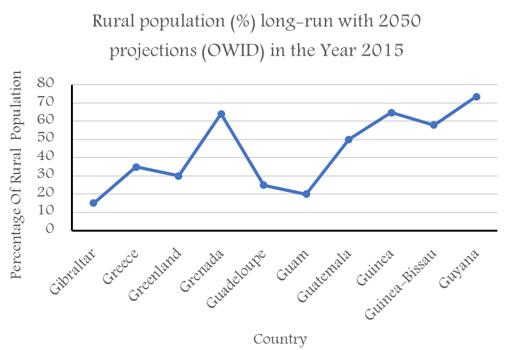 Rural population (%) long-run with 2050
projections (OWID) in the Year 2015
Percentage Of Rural Population
80
70
60
50
40
30
20
10
0
Gibraltar
Greece
Greenland
Grenada
Guadeloupe
Guam
Guatemala
Guinea
Guinea-Bissau
Guyana
Country